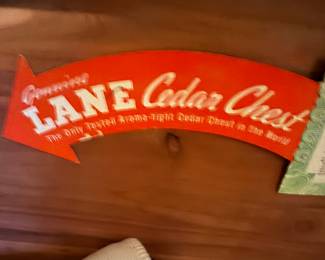 Genuine
LANE Cedar Chest
The Only Tested Aroma-tight Cedar Chest in the World